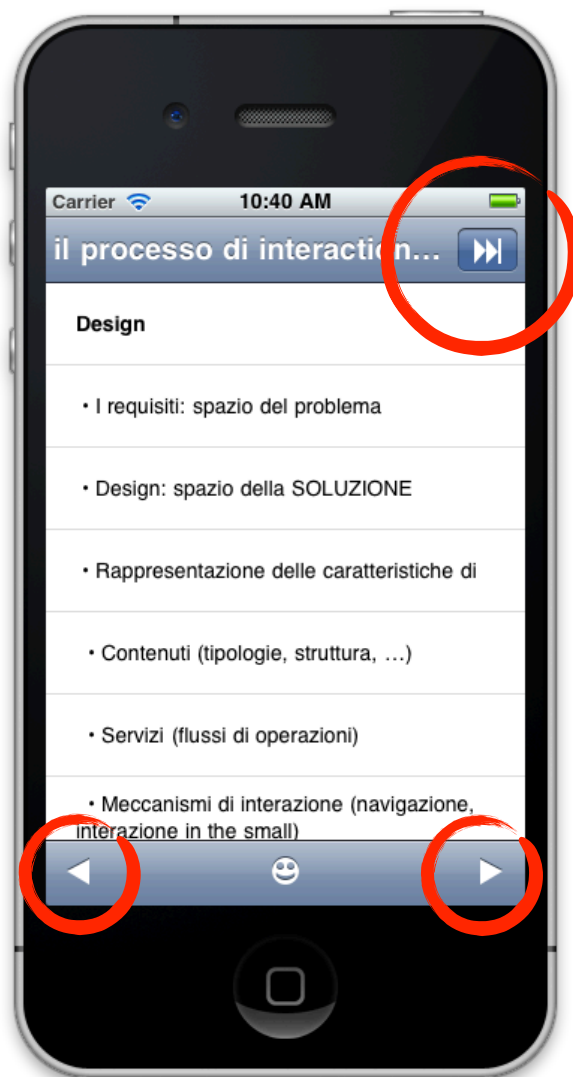 Carrier 10:40 AM
il processo di interaction...
Design
• I requisiti: spazio del problema
• Design: spazio della SOLUZIONE
• Rappresentazione delle caratteristiche di
• Contenuti (tipologie, struttura, …)
• Servizi (flussi di operazioni)
• Meccanismi di interazione (navigazione,
interazione in the small)